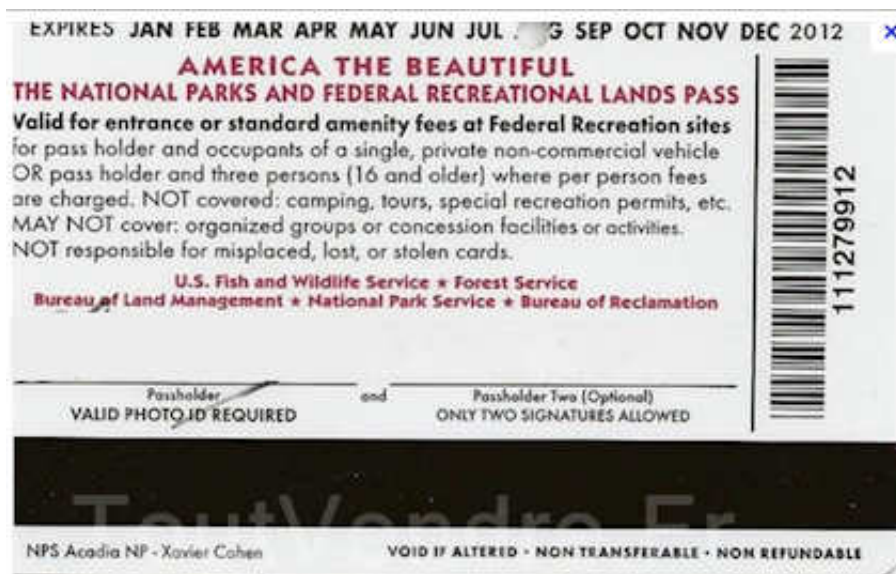 EXPIRES JAN FEB MAR APR MAY JUN JUL G SEP OCT NOV DEC 2012
AMERICA THE BEAUTIFUL
THE NATIONAL PARKS AND FEDERAL RECREATIONAL LANDS PASS
Valid for entrance or standard amenity fees at Federal Recreation sites
for pass holder and occupants of a single, private non-commercial vehicle
OR pass holder and three persons (16 and older) where per person fees
are charged. NOT covered: camping, tours, special recreation permits, etc.
MAY NOT cover: organized groups or concession facilities or activities.
NOT responsible for misplaced, lost, or stolen cards.
U.S. Fish and Wildlife Service ★ Forest Service
Bureau of Land Management ★ National Park Service ★ Bureau of Reclamation
111279912
Passholder and Passholder Two (Optional)
VALID PHOTO ID REQUIRED ONLY TWO SIGNATURES ALLOWED
ToutVendre.Fr
NPS Acadia NP - Xavier Cohen VOID IF ALTERED • NON TRANSFERABLE • NON REFUNDABLE